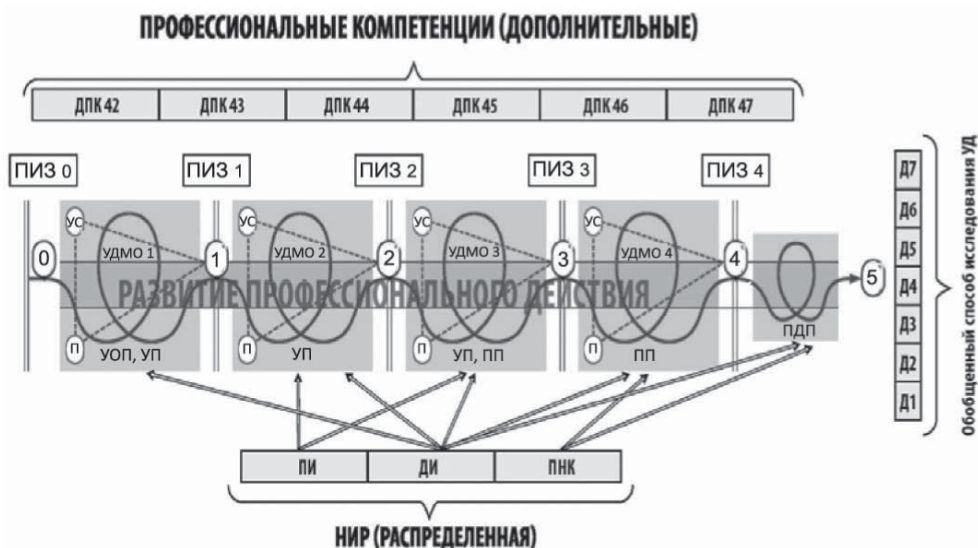 ПРОФЕССИОНАЛЬНЫЕ КОМПЕТЕНЦИИ (ДОПОЛНИТЕЛЬНЫЕ)
ДПК 42 ДПК 43 ДПК 44 ДПК 45 ДПК 46 ДПК 47
ПИЗ 0 ПИЗ 1 ПИЗ 2 ПИЗ 3 ПИЗ 4
УС УС УС УС
УДМО 1 УДМО 2 УДМО 3 УДМО 4
0 1 2 3 4 5
РАЗВИТИЕ ПРОФЕССИОНАЛЬНОГО ДЕЙСТВИЯ
П П П П
УОП, УП УП УП, ПП ПП ПДП
Д7
Д6
Д5
Д4
Д3
Д2
Д1
Обобщенный способ исследования УД
ПИ ДИ ПНК
НИР (РАСПРЕДЕЛЕННАЯ)